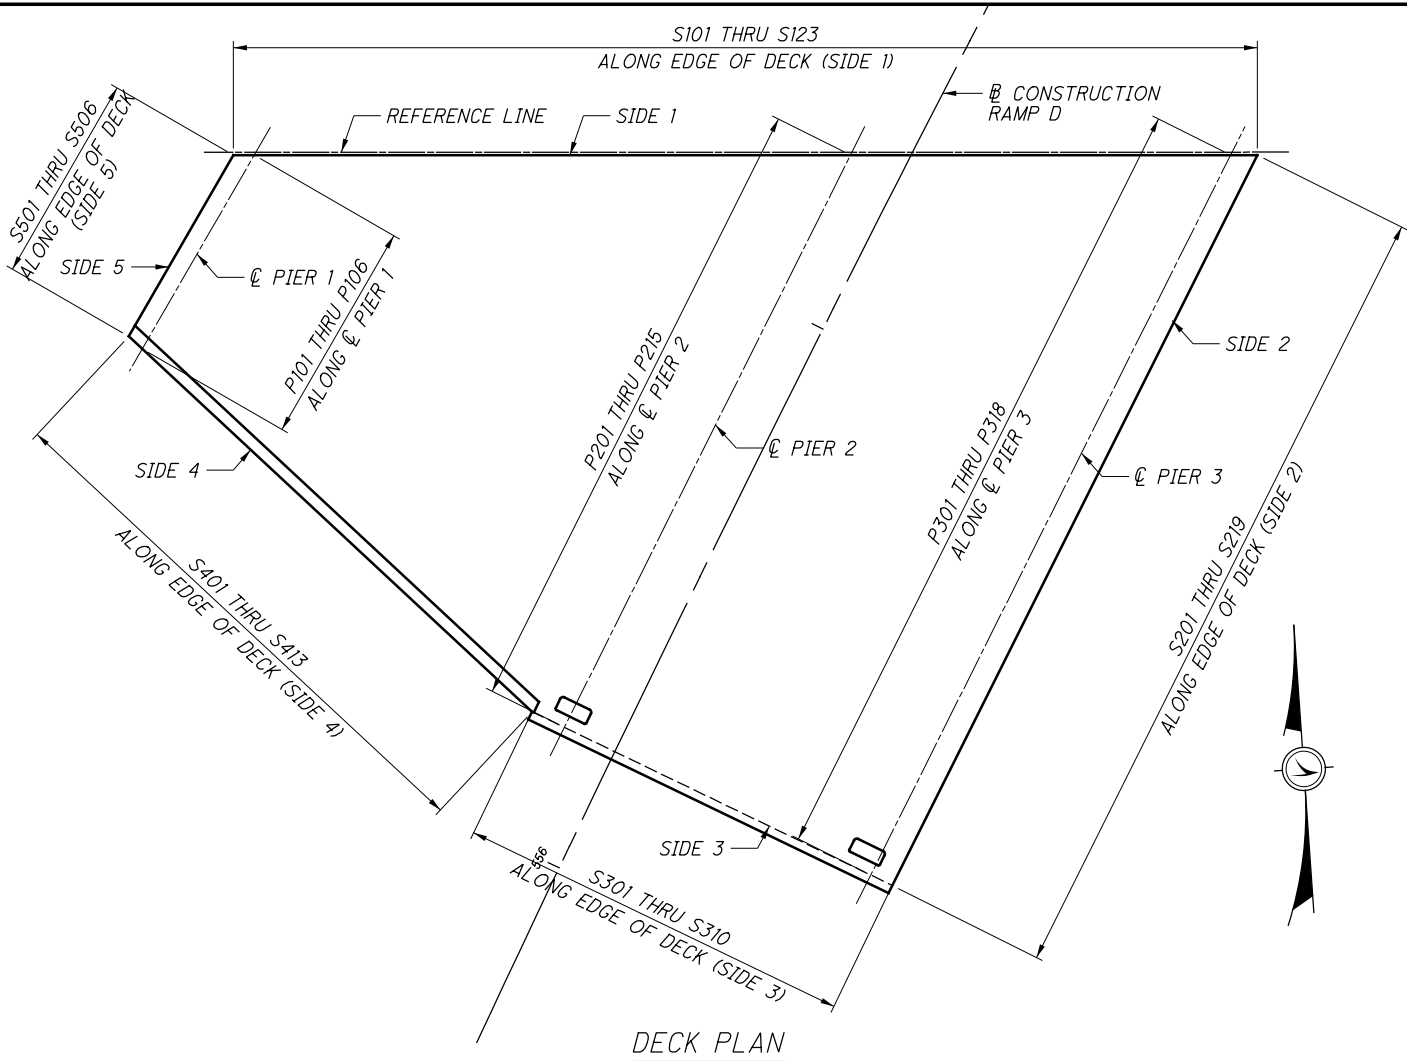 S101 THRU S123
ALONG EDGE OF DECK (SIDE 1)
℄ CONSTRUCTION
RAMP D
REFERENCE LINE
SIDE 1
S501 THRU S506
ALONG EDGE OF DECK
(SIDE 5)
SIDE 5
℄ PIER 1
P101 THRU P106
ALONG ℄ PIER 1
P201 THRU P215
ALONG ℄ PIER 2
SIDE 2
℄ PIER 2
P301 THRU P318
ALONG ℄ PIER 3
℄ PIER 3
SIDE 4
S201 THRU S219
ALONG EDGE OF DECK (SIDE 2)
S401 THRU S413
ALONG EDGE OF DECK (SIDE 4)
SIDE 3
556
S301 THRU S310
ALONG EDGE OF DECK (SIDE 3)
DECK PLAN